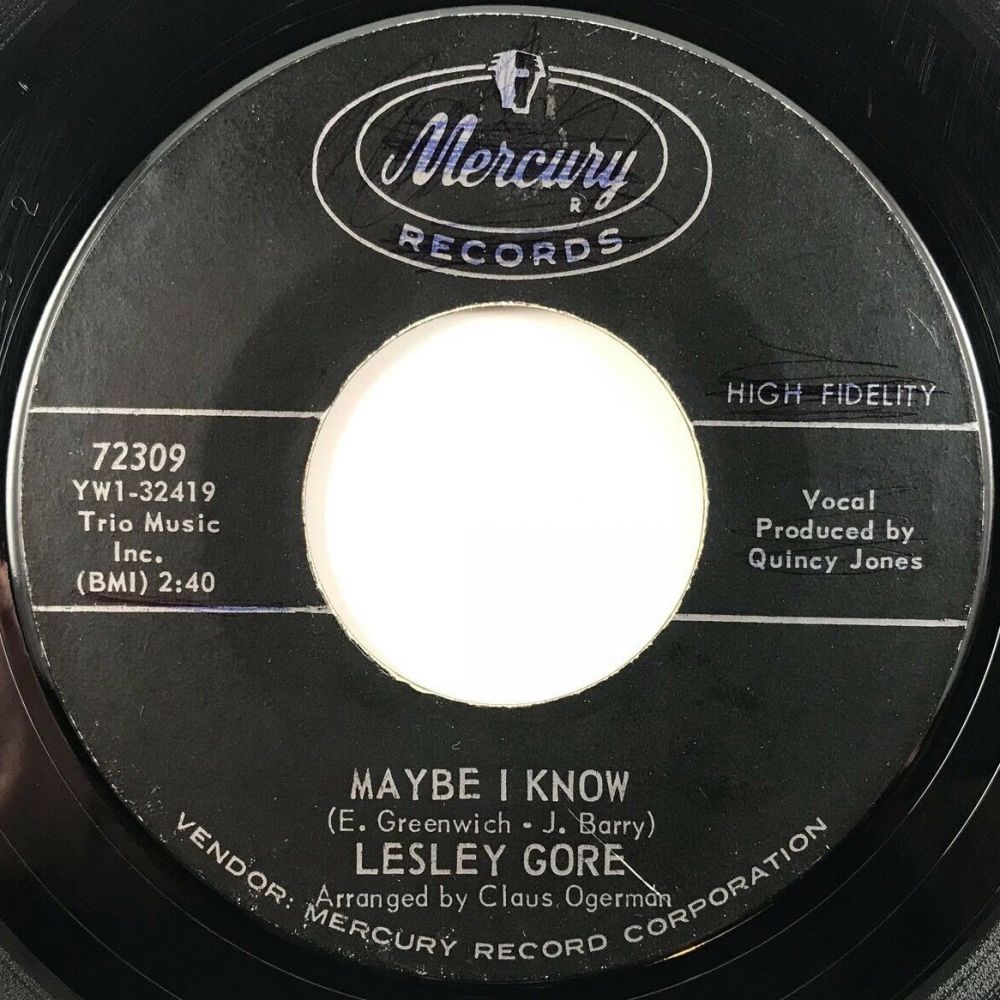 Mercury
R
RECORDS
HIGH FIDELITY
72309
YW1-32419
Trio Music
Inc.
(BMI) 2:40
Vocal
Produced by
Quincy Jones
MAYBE I KNOW
(E. Greenwich - J. Barry)
LESLEY GORE
Arranged by Claus Ogerman
VENDOR: MERCURY RECORD CORPORATION